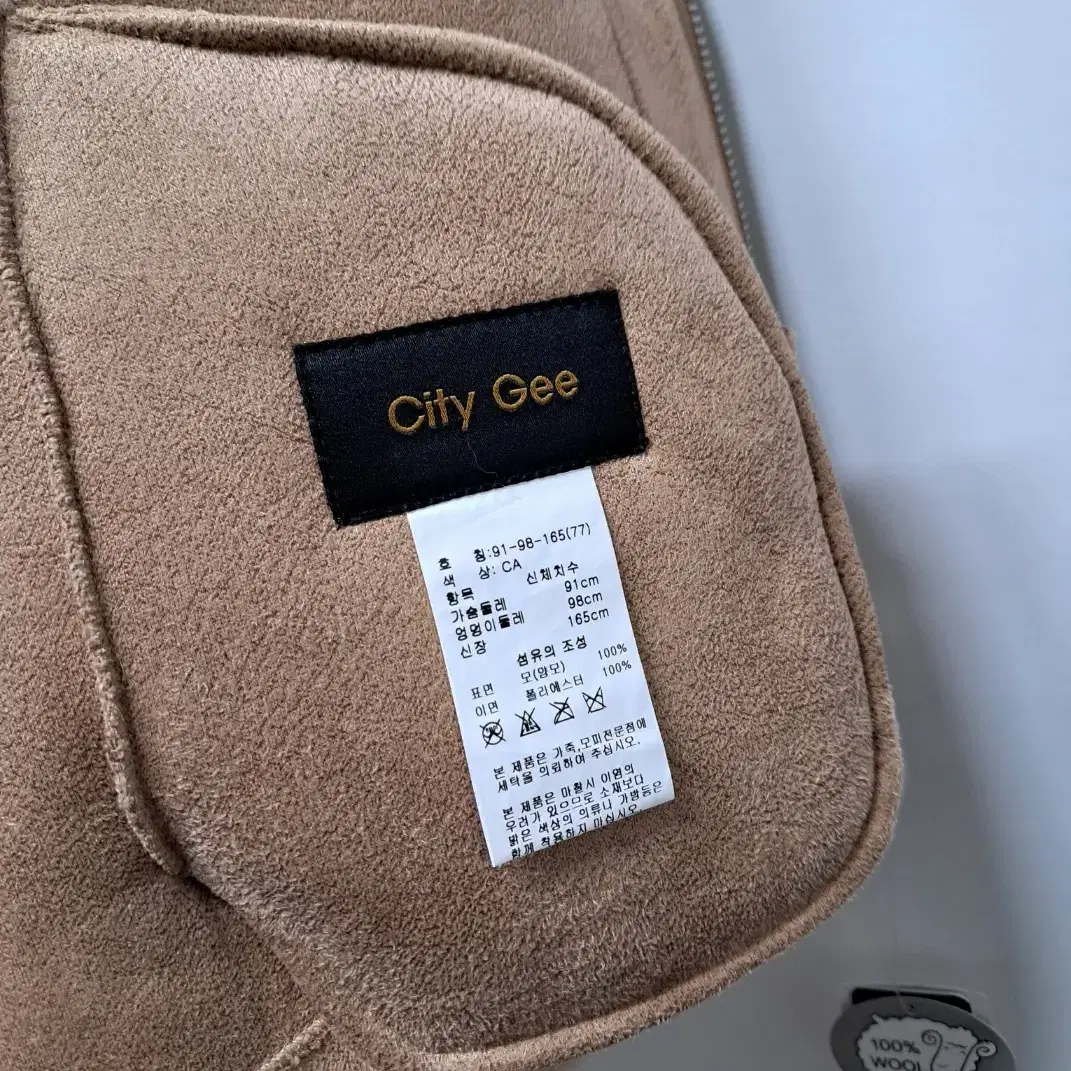 City Gee
호 칭:91-98-165(77)
색 상: CA
항목 신체치수
가슴둘레 91cm
엉덩이둘레 98cm
신장 165cm
섬유의 조성
표면 모(양모) 100%
이면 폴리에스터 100%
본 제품은 가죽,모피전문점에
세탁을 의뢰하여 주십시오.
본 제품은 마찰시 이염의
우려가 있으므로 소재보다
밝은 색상의 의류나 가방등은
함께 착용하지 마십시오
100%
WOOL